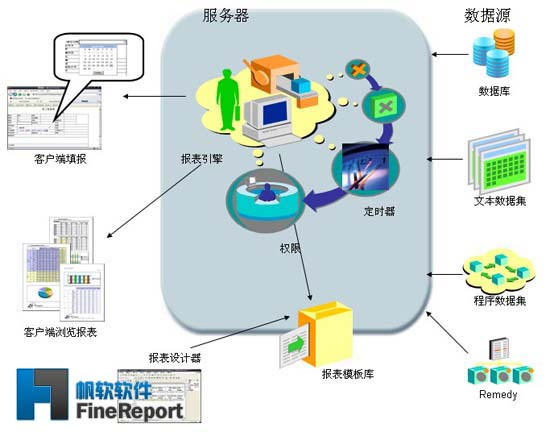 服务器
数据源
数据库
客户端填报
报表引擎
文本数据集
定时器
权限
程序数据集
客户端浏览报表
报表设计器
报表模板库
Remedy
帆软软件
FineReport